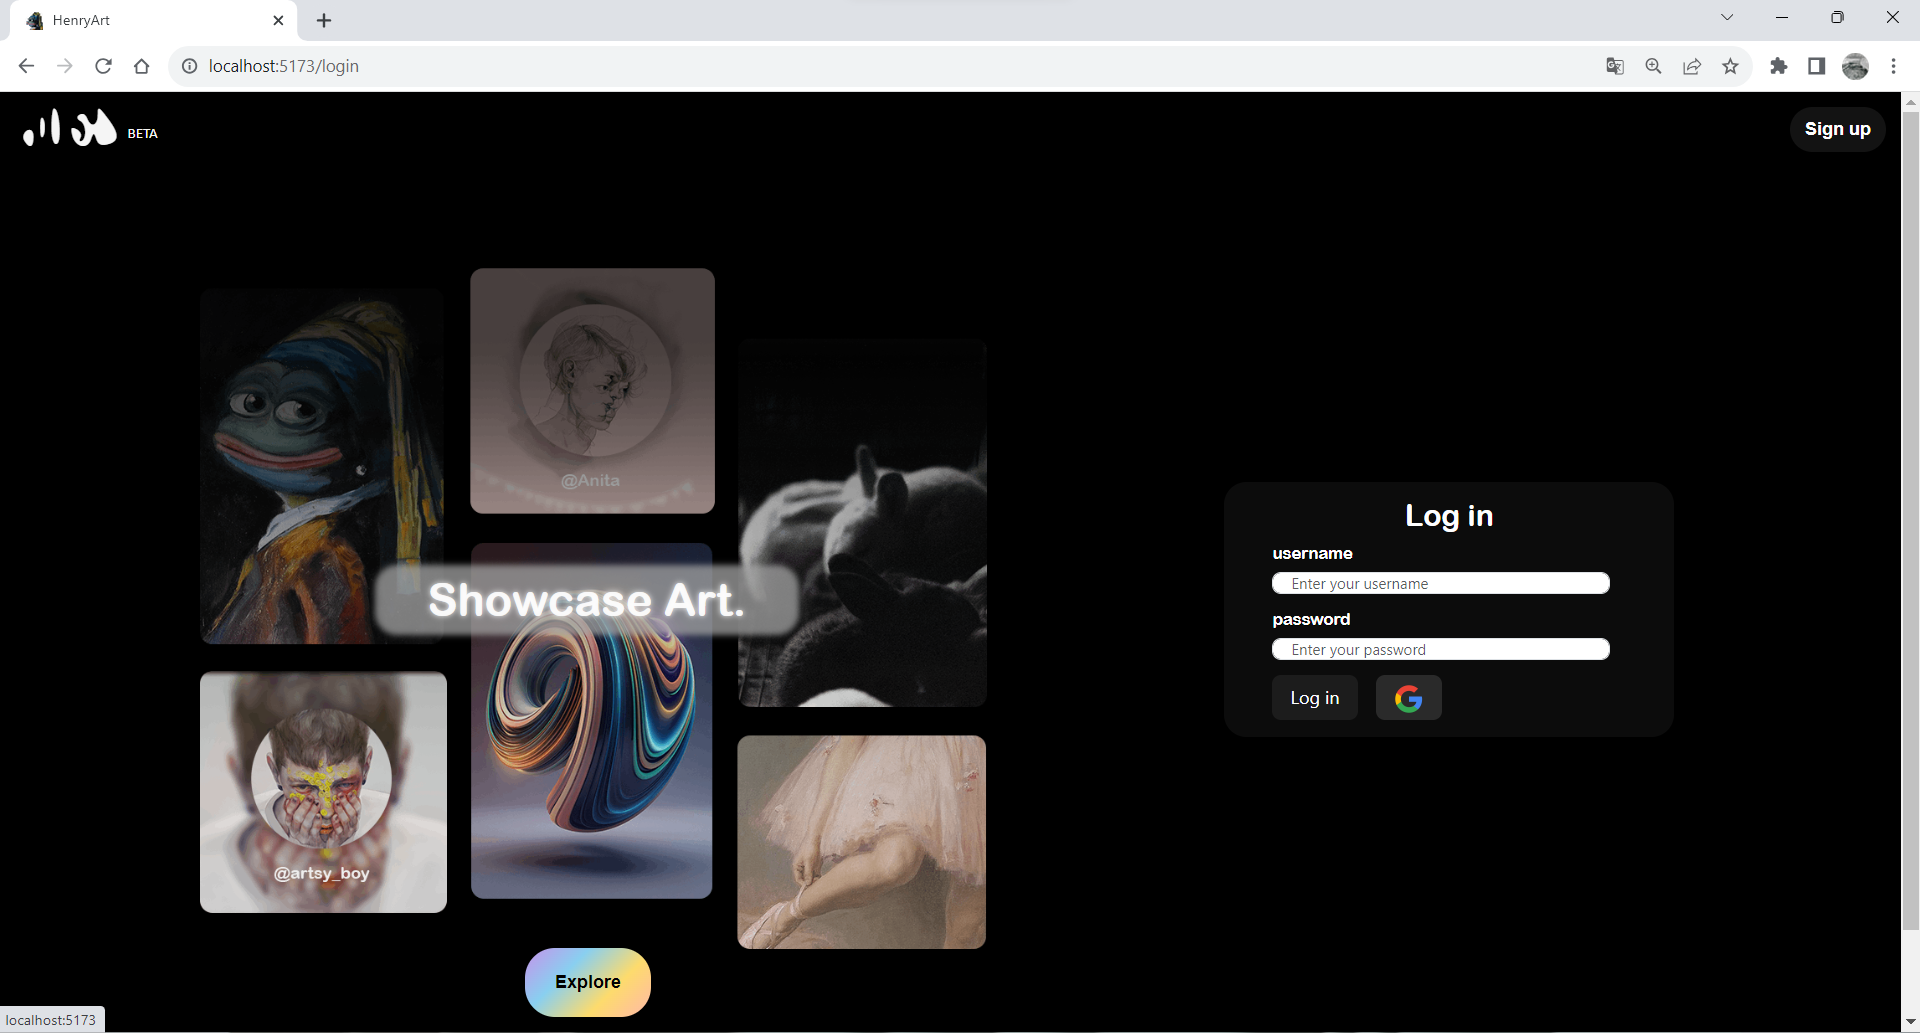 HenryArt
localhost:5173/login
BETA
Sign up
@Anita
Showcase Art.
@artsy_boy
Explore
Log in
username
Enter your username
password
Enter your password
Log in
localhost:5173